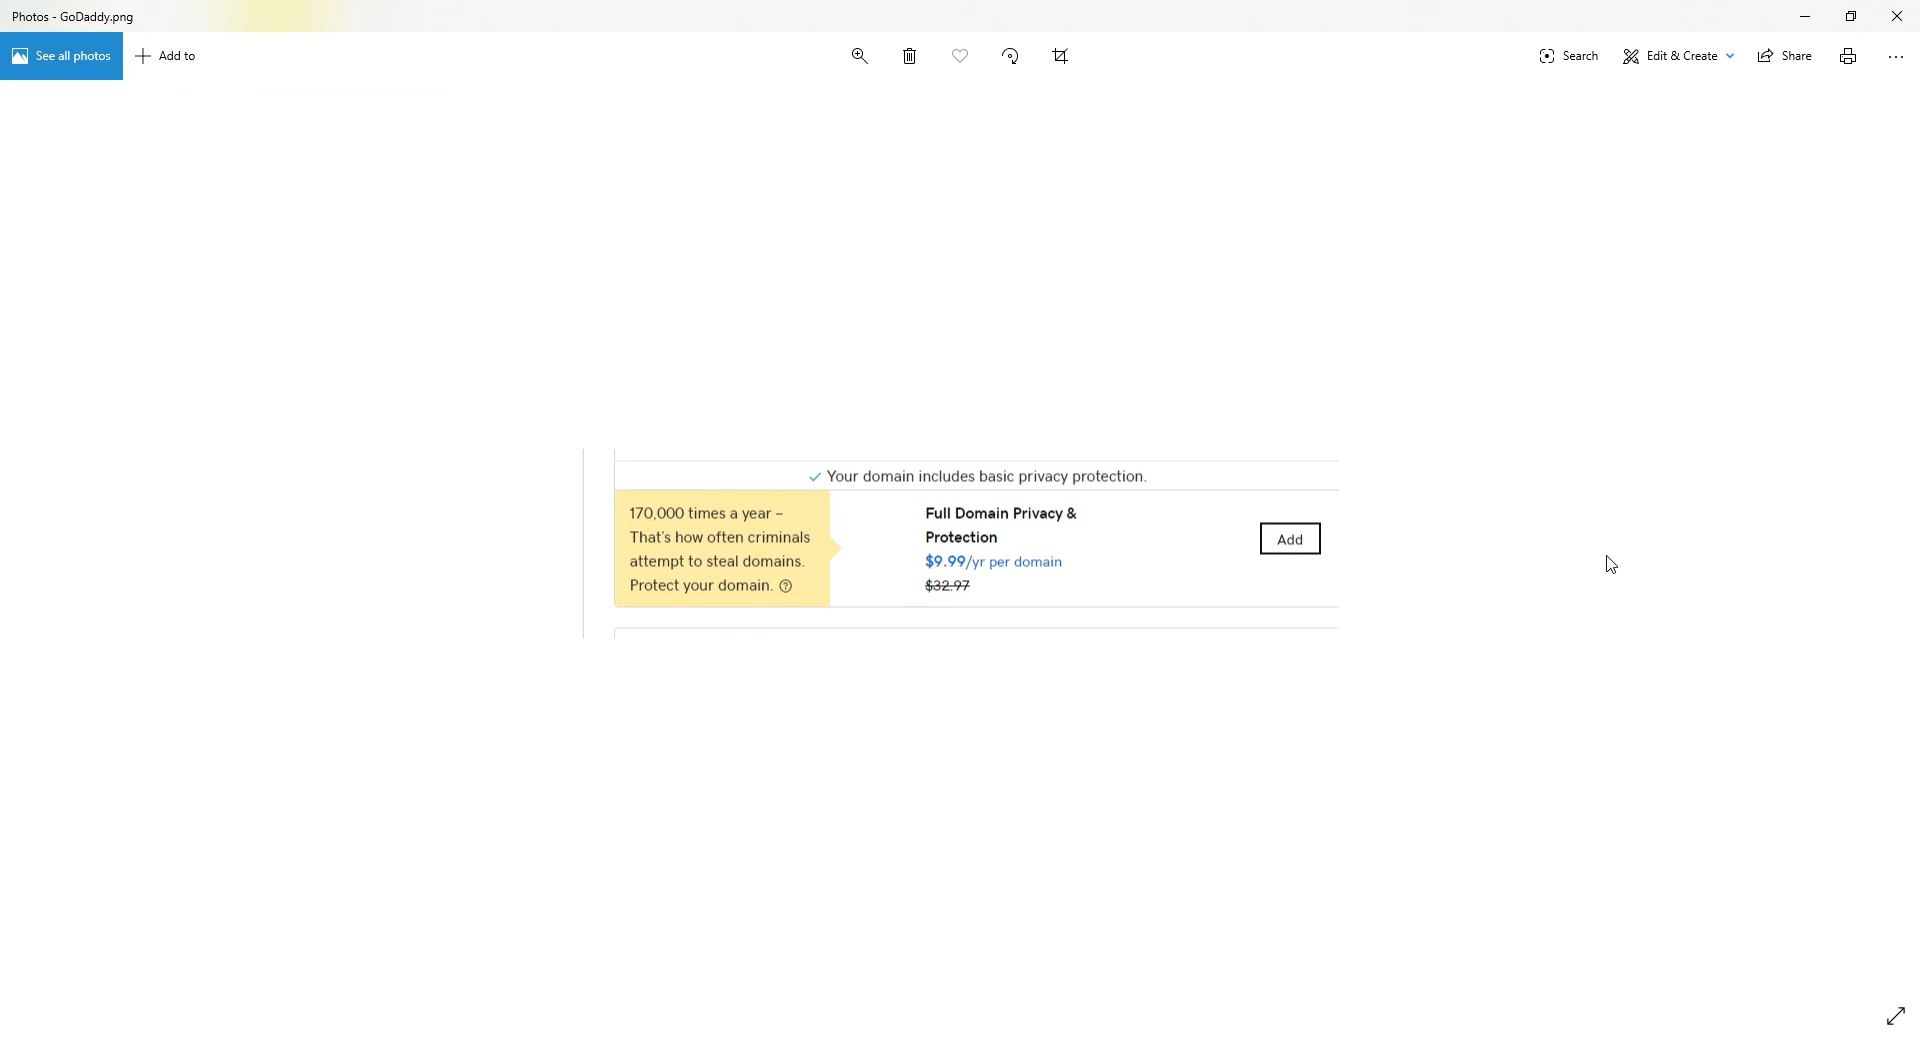 Photos - GoDaddy.png
See all photos
Add to
Search
Edit & Create
Share
Your domain includes basic privacy protection.
170,000 times a year –
That's how often criminals
attempt to steal domains.
Protect your domain.
Full Domain Privacy &
Protection
$9.99/yr per domain
$32.97
Add